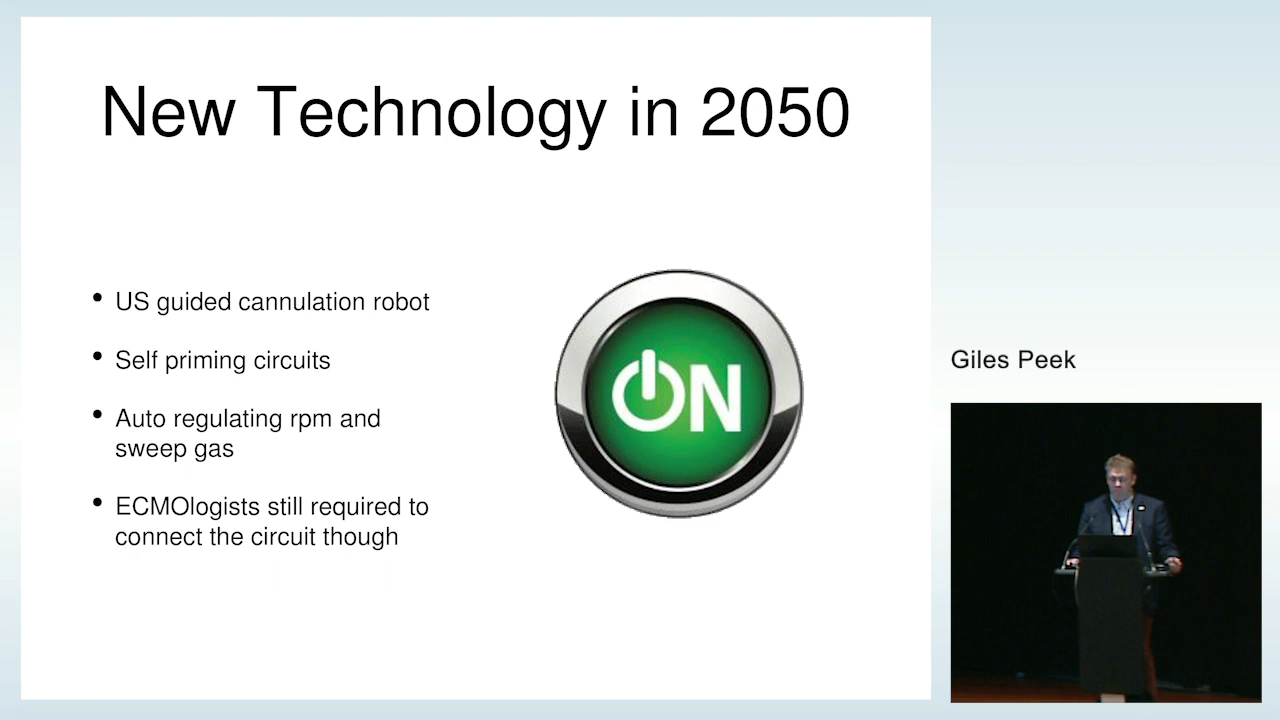 New Technology in 2050
• US guided cannulation robot
• Self priming circuits
• Auto regulating rpm and
sweep gas
• ECMOlogists still required to
connect the circuit though
ON
Giles Peek